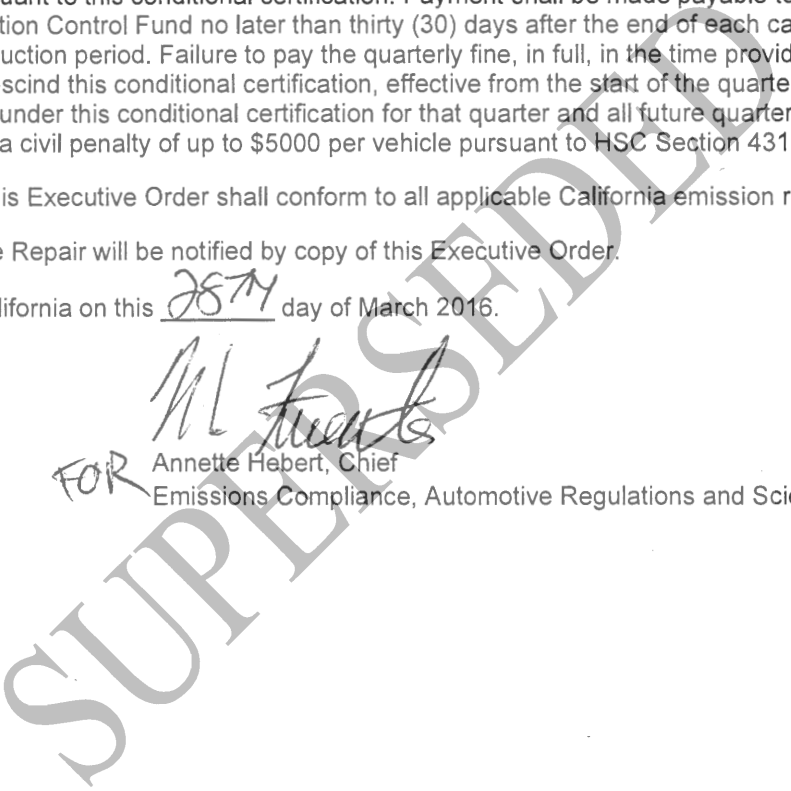 uant to this conditional certification. Payment shall be made payable to
tion Control Fund no later than thirty (30) days after the end of each ca
uction period. Failure to pay the quarterly fine, in full, in the time provid
scind this conditional certification, effective from the start of the quarte
under this conditional certification for that quarter and all future quarter
a civil penalty of up to $5000 per vehicle pursuant to HSC Section 431
is Executive Order shall conform to all applicable California emission r
e Repair will be notified by copy of this Executive Order.
lifornia on this 28TH day of March 2016.
M Fuentes
FOR Annette Hebert, Chief
Emissions Compliance, Automotive Regulations and Scie
SUPERSEDED